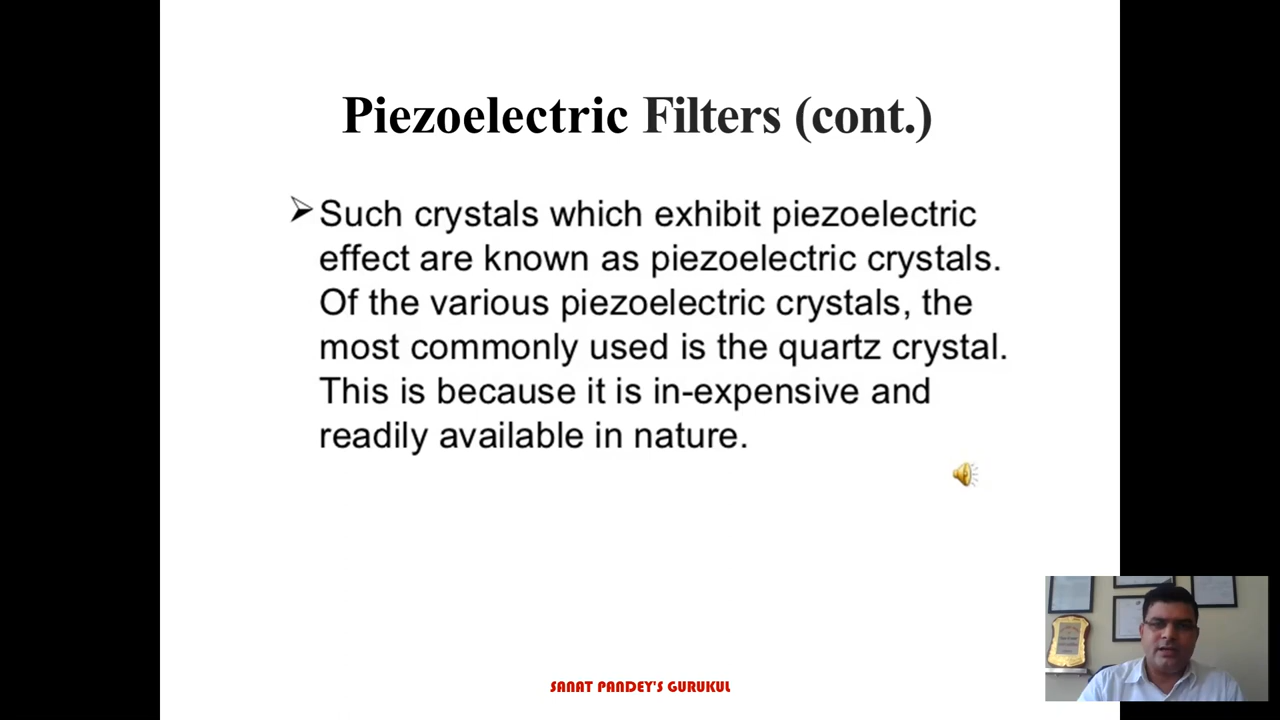 Piezoelectric Filters (cont.)
➢Such crystals which exhibit piezoelectric
effect are known as piezoelectric crystals.
Of the various piezoelectric crystals, the
most commonly used is the quartz crystal.
This is because it is in-expensive and
readily available in nature.
SANAT PANDEY'S GURUKUL